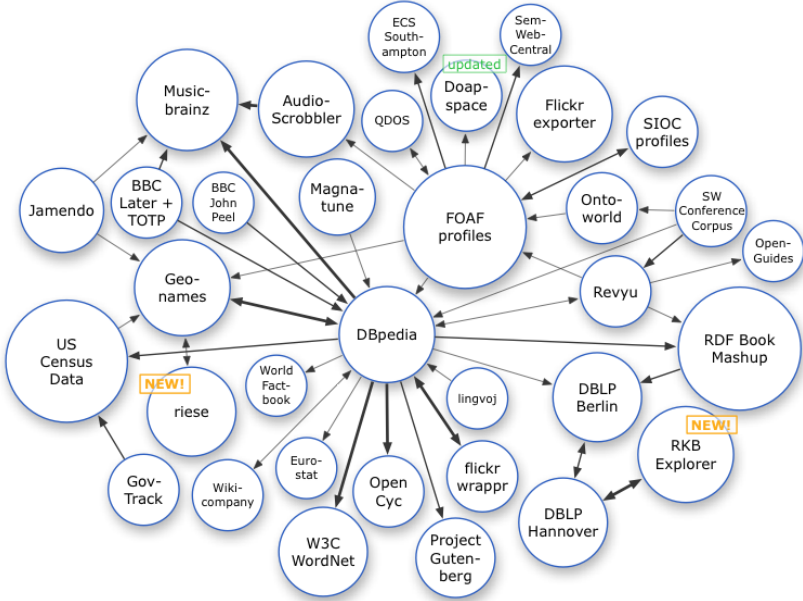 ECS
South-
ampton
Sem-
Web-
Central
updated
Doap-
space
Music-
brainz
Audio-
Scrobbler
QDOS
Flickr
exporter
SIOC
profiles
Jamendo
BBC
Later +
TOTP
BBC
John
Peel
Magna-
tune
FOAF
profiles
Onto-
world
SW
Conference
Corpus
Open-
Guides
Geo-
names
Revyu
US
Census
Data
DBpedia
RDF Book
Mashup
NEW!
riese
World
Fact-
book
lingvoj
DBLP
Berlin
NEW!
RKB
Explorer
Gov-
Track
Wiki-
company
Euro-
stat
Open
Cyc
flickr
wrappr
DBLP
Hannover
W3C
WordNet
Project
Guten-
berg